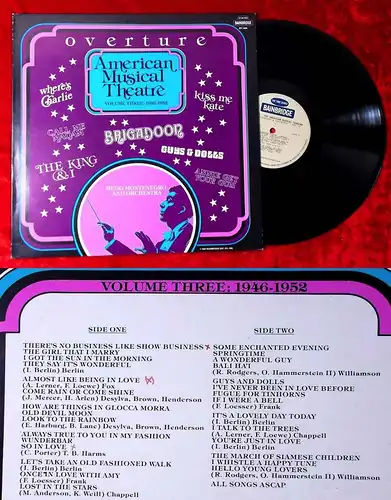 BAINBRIDGE
overture
American
Musical
Theatre
VOLUME THREE: 1946-1952
where's
Charlie
kiss me
kate
CALL ME
MADAM
BRIGADOON
GUYS & DOLLS
THE KING
& I
ANNIE GET
YOUR GUN
HUGO MONTENEGRO
AND ORCHESTRA
BAINBRIDGE
VOLUME THREE: 1946-1952
SIDE ONE
THERE'S NO BUSINESS LIKE SHOW BUSINESS
THE GIRL THAT I MARRY
I GOT THE SUN IN THE MORNING
THEY SAY IT'S WONDERFUL
(I. Berlin) Berlin
ALMOST LIKE BEING IN LOVE
(A. Lerner, F. Loewe) Fox
COME RAIN OR COME SHINE
(J. Mercer, H. Arlen) Desylva, Brown, Henderson
HOW ARE THINGS IN GLOCCA MORRA
OLD DEVIL MOON
LOOK TO THE RAINBOW
(E. Harburg, B. Lane) Desylva, Brown, Henderson
ALWAYS TRUE TO YOU IN MY FASHION
WUNDERBAR
SO IN LOVE
(C. Porter) T. B. Harms
LET'S TAKE AN OLD FASHIONED WALK
(I. Berlin) Berlin
ONCE IN LOVE WITH AMY
(F. Loesser) Frank
LOST IN THE STARS
(M. Anderson, K. Weill) Chappell
SIDE TWO
SOME ENCHANTED EVENING
SPRINGTIME
A WONDERFUL GUY
BALI HA'I
(R. Rodgers, O. Hammerstein II) Williamson
GUYS AND DOLLS
I'VE NEVER BEEN IN LOVE BEFORE
FUGUE FOR TINHORNS
IF I WERE A BELL
(F. Loesser) Frank
IT'S A LOVELY DAY TODAY
(I. Berlin) Berlin
I TALK TO THE TREES
(A. Lerner, F. Loewe) Chappell
YOU'RE JUST IN LOVE
(I. Berlin) Berlin
THE MARCH OF SIAMESE CHILDREN
I WHISTLE A HAPPY TUNE
HELLO YOUNG LOVERS
(R. Rodgers, O. Hammerstein II) Williamson
ALL SONGS ASCAP